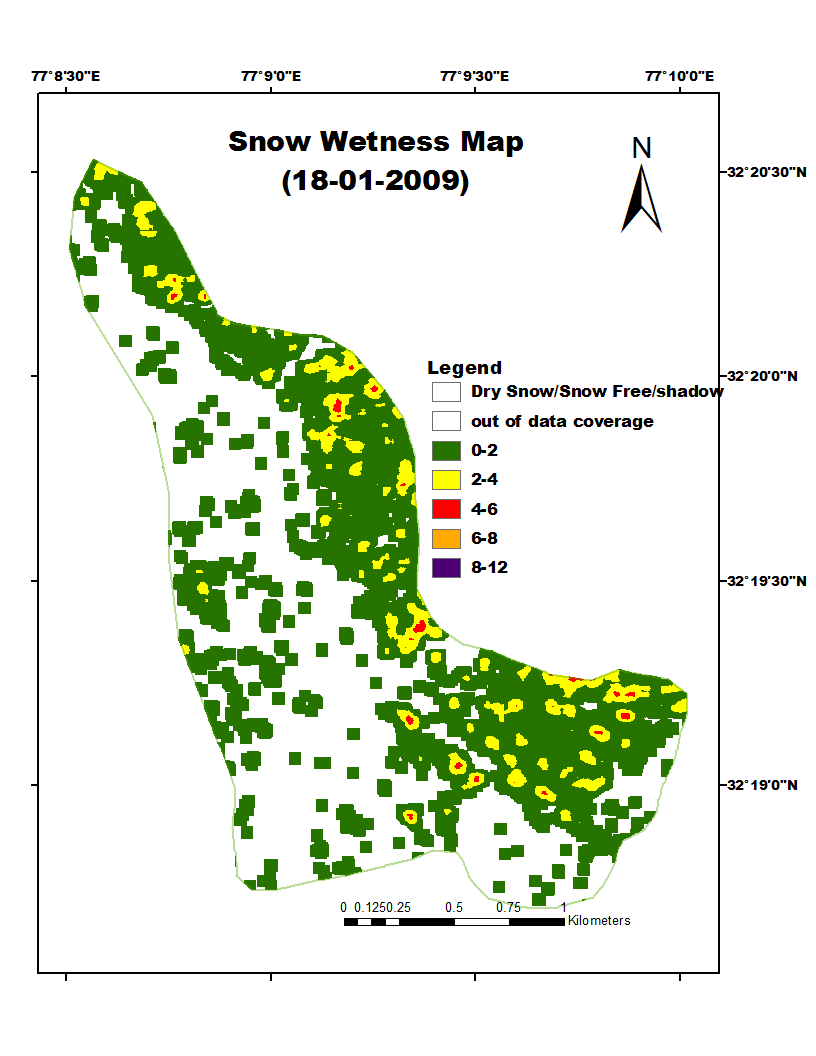 77°8'30"E 77°9'0"E 77°9'30"E 77°10'0"E
Snow Wetness Map
(18-01-2009)
N
32°20'30"N
Legend
32°20'0"N
Dry Snow/Snow Free/shadow
out of data coverage
0-2
2-4
4-6
6-8
8-12
32°19'30"N
32°19'0"N
0 0.1250.25 0.5 0.75 1
Kilometers